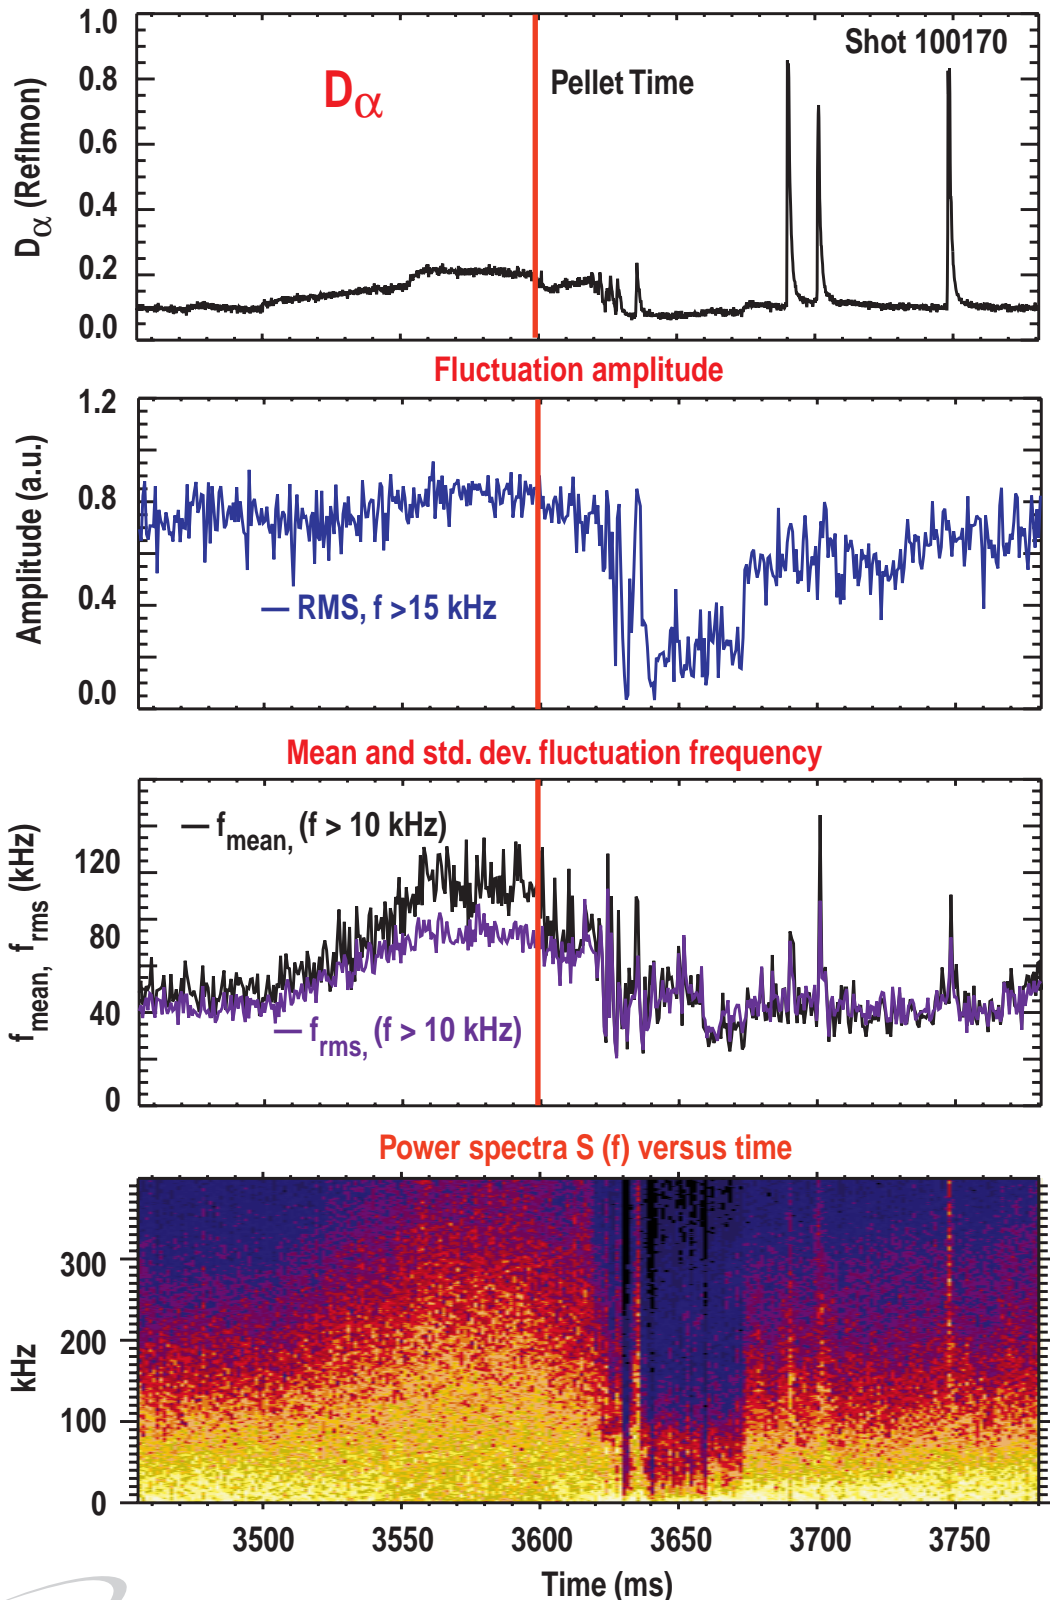 Shot 100170
Dα
Pellet Time
Dα (Reflmon)
1.0
0.8
0.6
0.4
0.2
0.0
Fluctuation amplitude
Amplitude (a.u.)
1.2
0.8
0.4
0.0
— RMS, f >15 kHz
Mean and std. dev. fluctuation frequency
fmean, frms (kHz)
120
80
40
0
— fmean, (f > 10 kHz)
— frms, (f > 10 kHz)
Power spectra S (f) versus time
kHz
300
200
100
0
3500 3550 3600 3650 3700 3750
Time (ms)